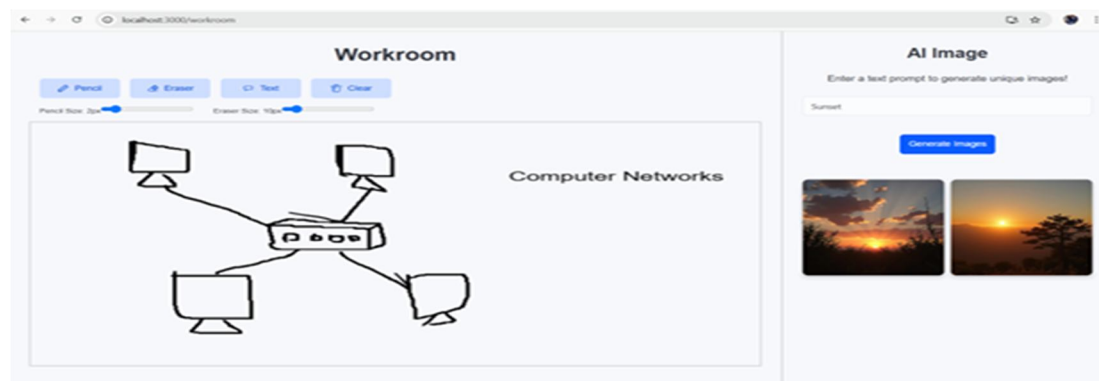 localhost:3000/workroom
Workroom
Pencil
Eraser
Text
Clear
Pencil Size: 2px
Eraser Size: 10px
Computer Networks
AI Image
Enter a text prompt to generate unique images!
Sunset
Generate Images